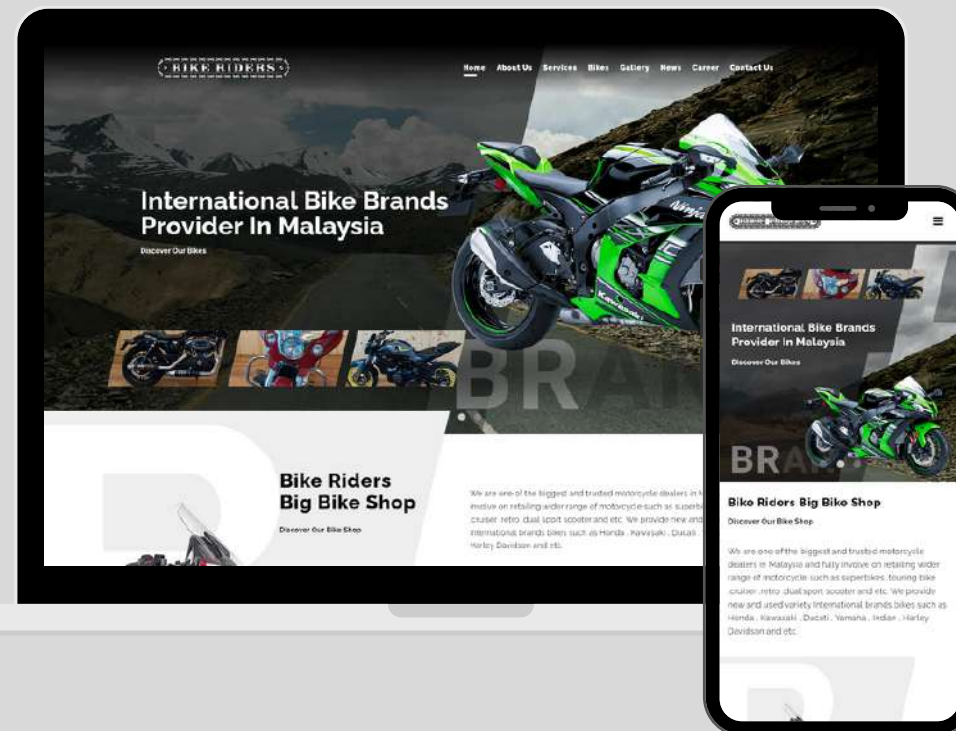 BIKE RIDERS
Home About Us Services Bikes Gallery News Career Contact Us
International Bike Brands
Provider In Malaysia
Discover Our Bikes
Ninja
Kawasaki
BRAN
Bike Riders
Big Bike Shop
Discover Our Bike Shop
We are one of the biggest and trusted motorcycle dealers in M
involve on retailing wider range of motorcycle such as superbi
cruiser ,retro ,dual sport scooter and etc. We provide new and
International brands bikes such as Honda , Kawasaki , Ducati ,
Harley Davidson and etc.
International Bike Brands
Provider In Malaysia
Discover Our Bikes
BRAN
Bike Riders Big Bike Shop
Discover Our Bike Shop
We are one of the biggest and trusted motorcycle
dealers in Malaysia and fully involve on retailing wider
range of motorcycle such as superbikes ,touring bike
,cruiser ,retro ,dual sport scooter and etc. We provide
new and used variety International brands bikes such as
Honda , Kawasaki , Ducati , Yamaha , Indian , Harley
Davidson and etc.